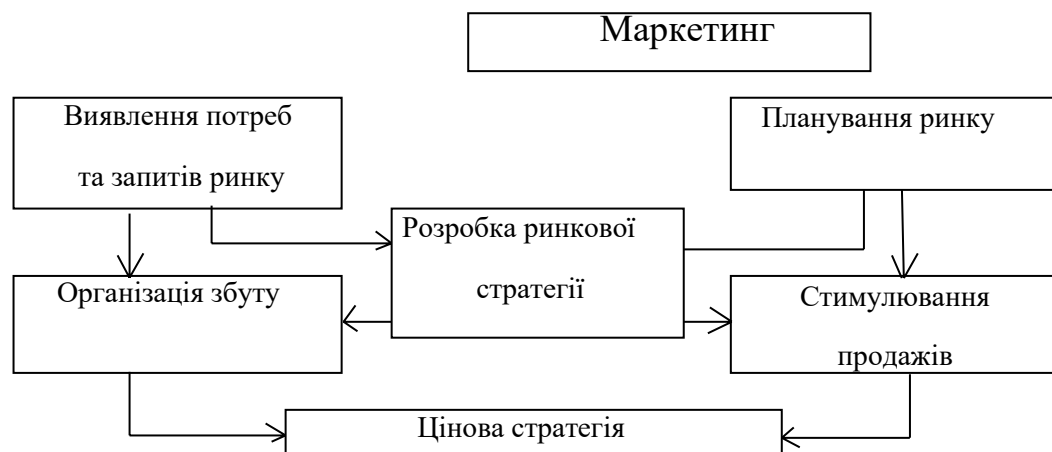 Маркетинг
Виявлення потреб
та запитів ринку
Планування ринку
Розробка ринкової
стратегії
Організація збуту
Стимулювання
продажів
Цінова стратегія